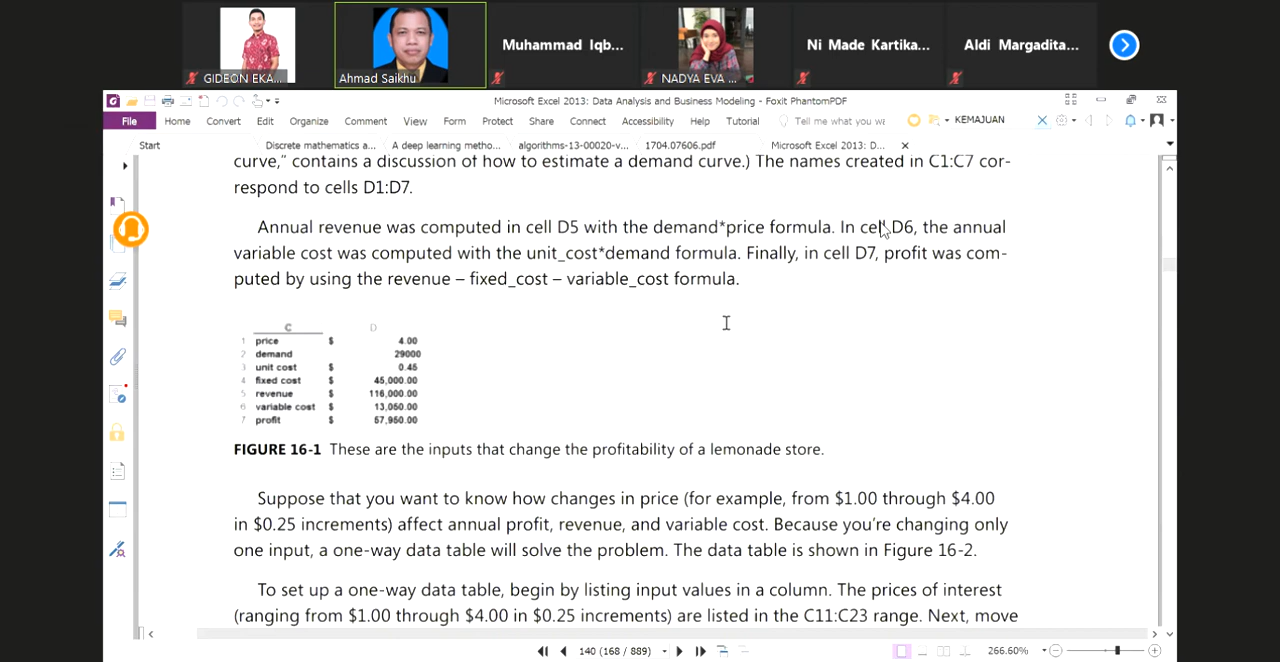 GIDEON EKA...
Ahmad Saikhu
Muhammad Iqb...
NADYA EVA ...
Ni Made Kartika...
Aldi Margadita...
Microsoft Excel 2013: Data Analysis and Business Modeling - Foxit PhantomPDF
File Home Convert Edit Organize Comment View Form Protect Share Connect Accessibility Help Tutorial Tell me what you wa KEMAJUAN
Start Discrete mathematics a... A deep learning metho... algorithms-13-00020-v... 1704.07606.pdf Microsoft Excel 2013: D...
curve,” contains a discussion of how to estimate a demand curve.) The names created in C1:C7 cor-
respond to cells D1:D7.
Annual revenue was computed in cell D5 with the demand*price formula. In cell D6, the annual
variable cost was computed with the unit_cost*demand formula. Finally, in cell D7, profit was com-
puted by using the revenue – fixed_cost – variable_cost formula.
C D
1 price $ 4.00
2 demand 29000
3 unit cost $ 0.45
4 fixed cost $ 45,000.00
5 revenue $ 116,000.00
6 variable cost $ 13,050.00
7 profit $ 57,950.00
FIGURE 16-1 These are the inputs that change the profitability of a lemonade store.
Suppose that you want to know how changes in price (for example, from $1.00 through $4.00
in $0.25 increments) affect annual profit, revenue, and variable cost. Because you’re changing only
one input, a one-way data table will solve the problem. The data table is shown in Figure 16-2.
To set up a one-way data table, begin by listing input values in a column. The prices of interest
(ranging from $1.00 through $4.00 in $0.25 increments) are listed in the C11:C23 range. Next, move
140 (168 / 889) 266.60%